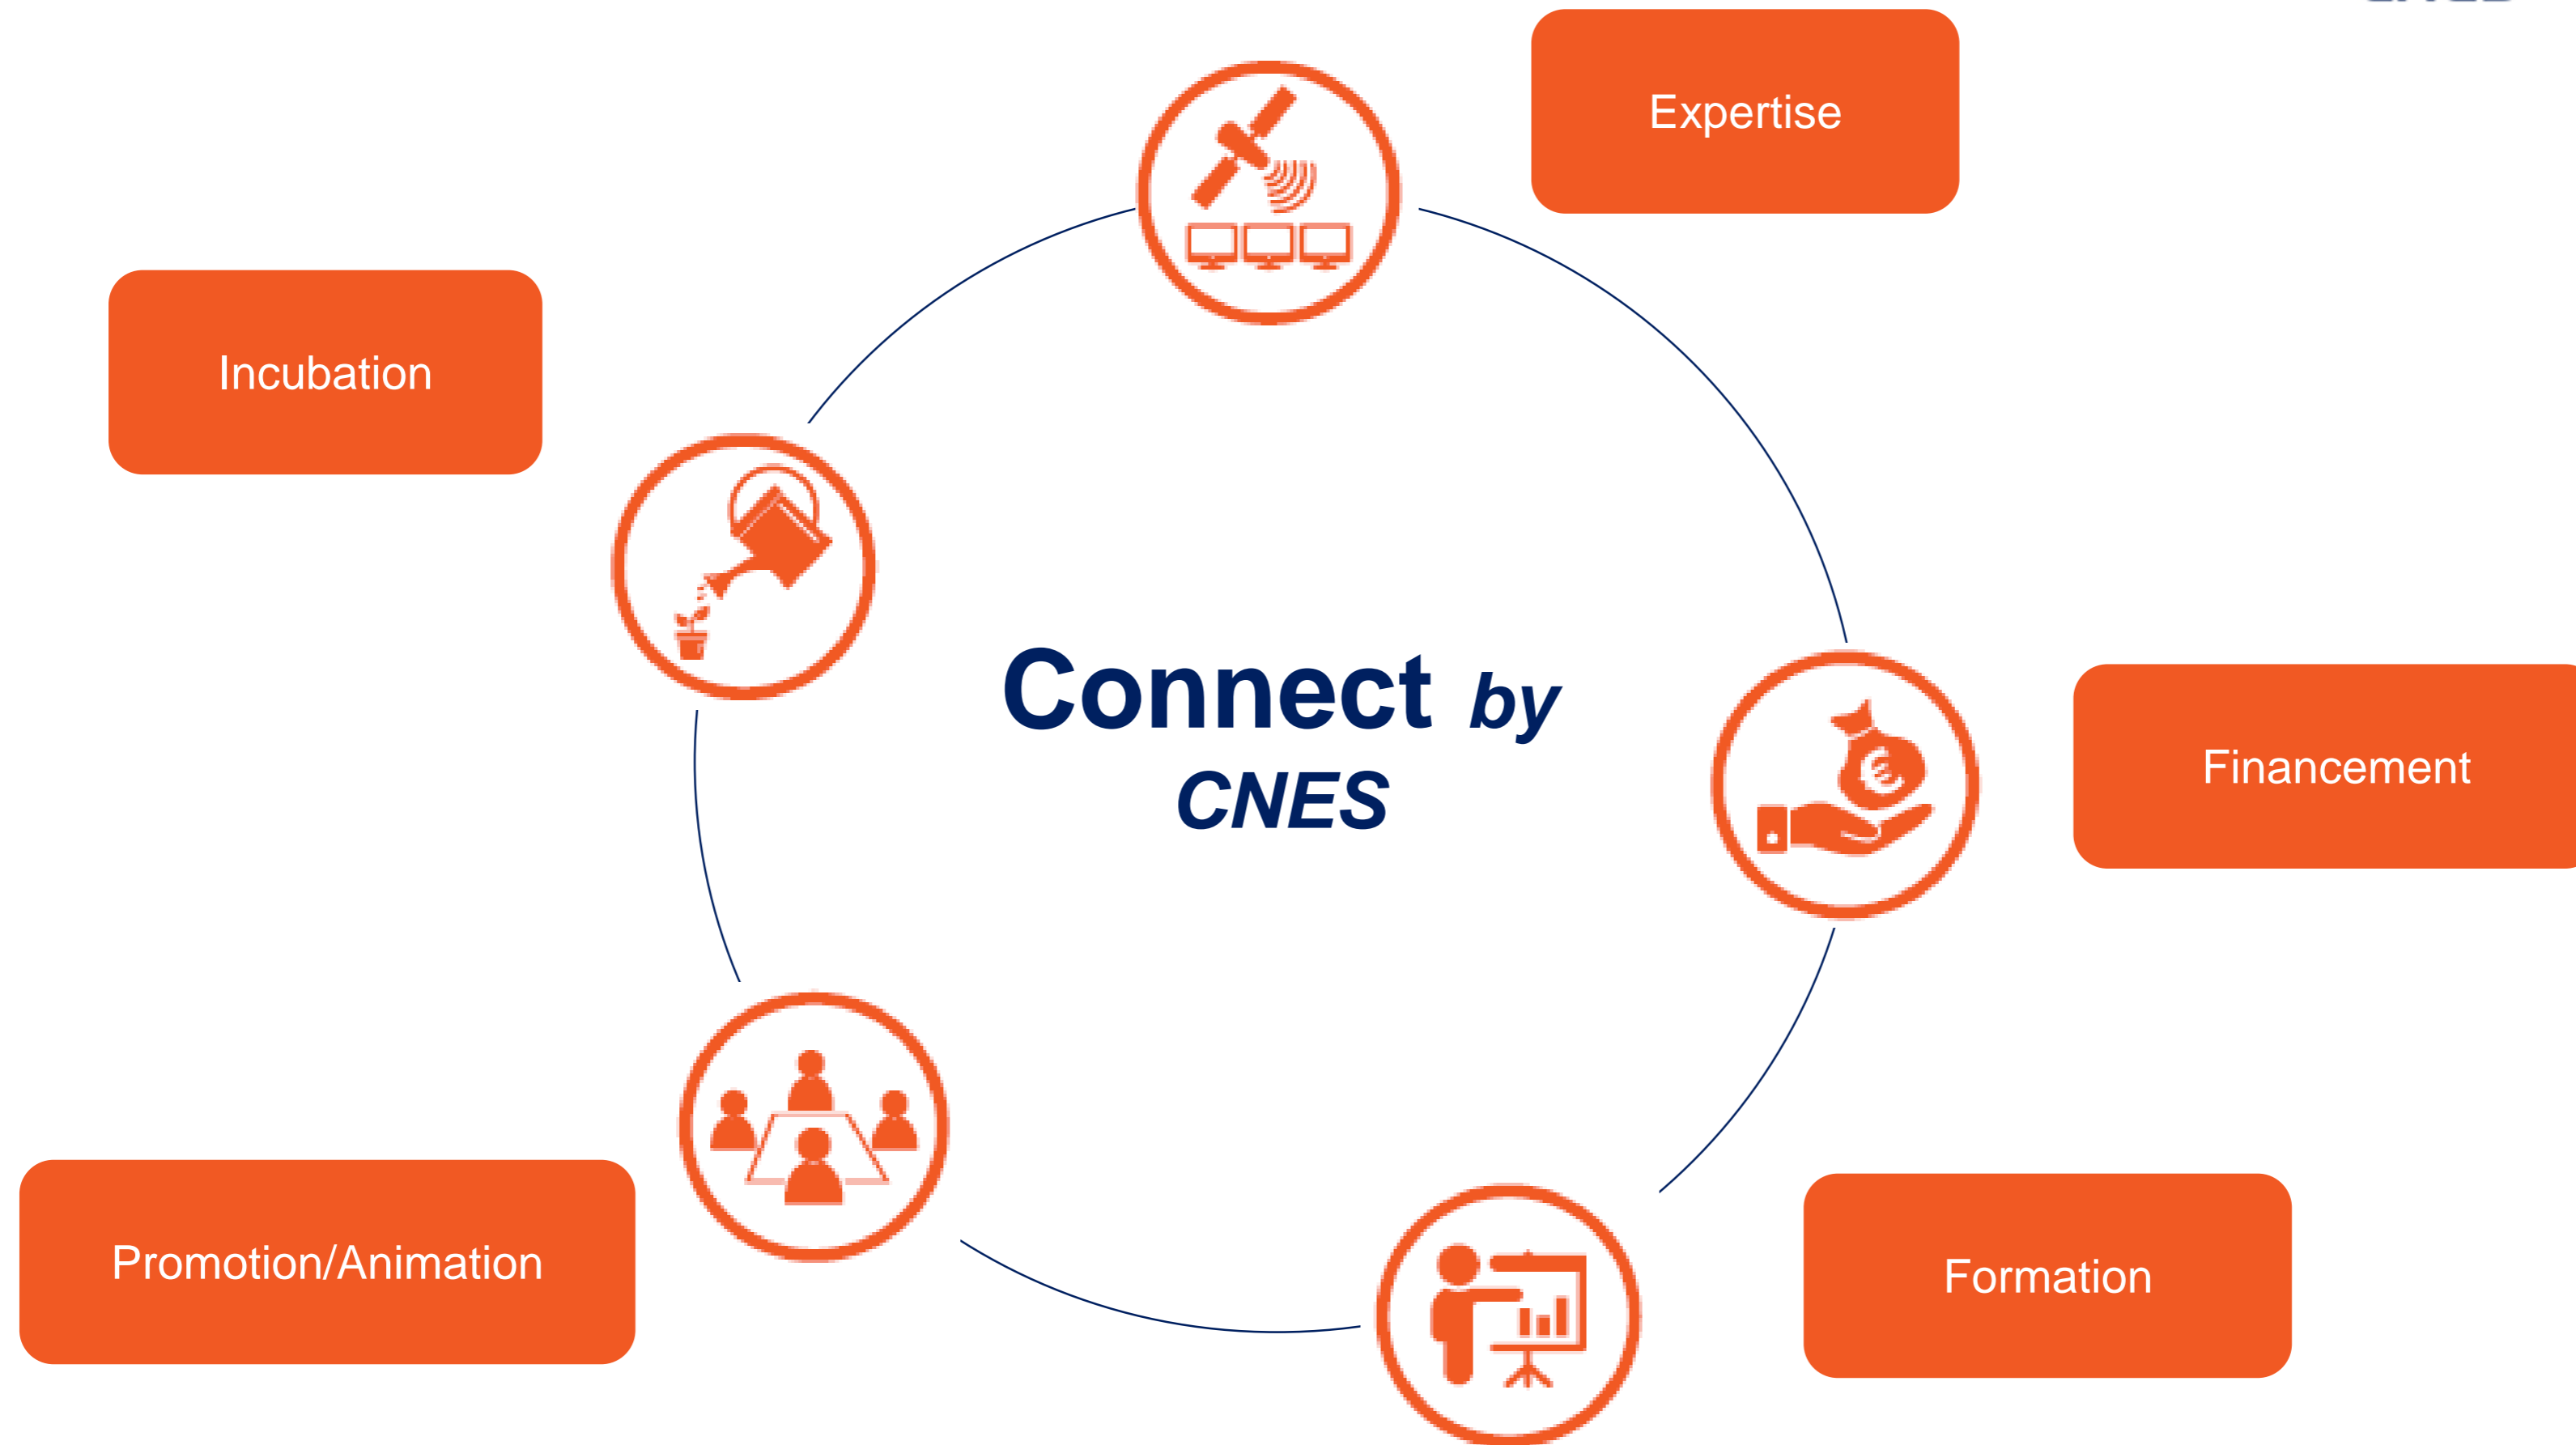 Expertise
Incubation
Connect by
CNES
€
Financement
Promotion/Animation
Formation